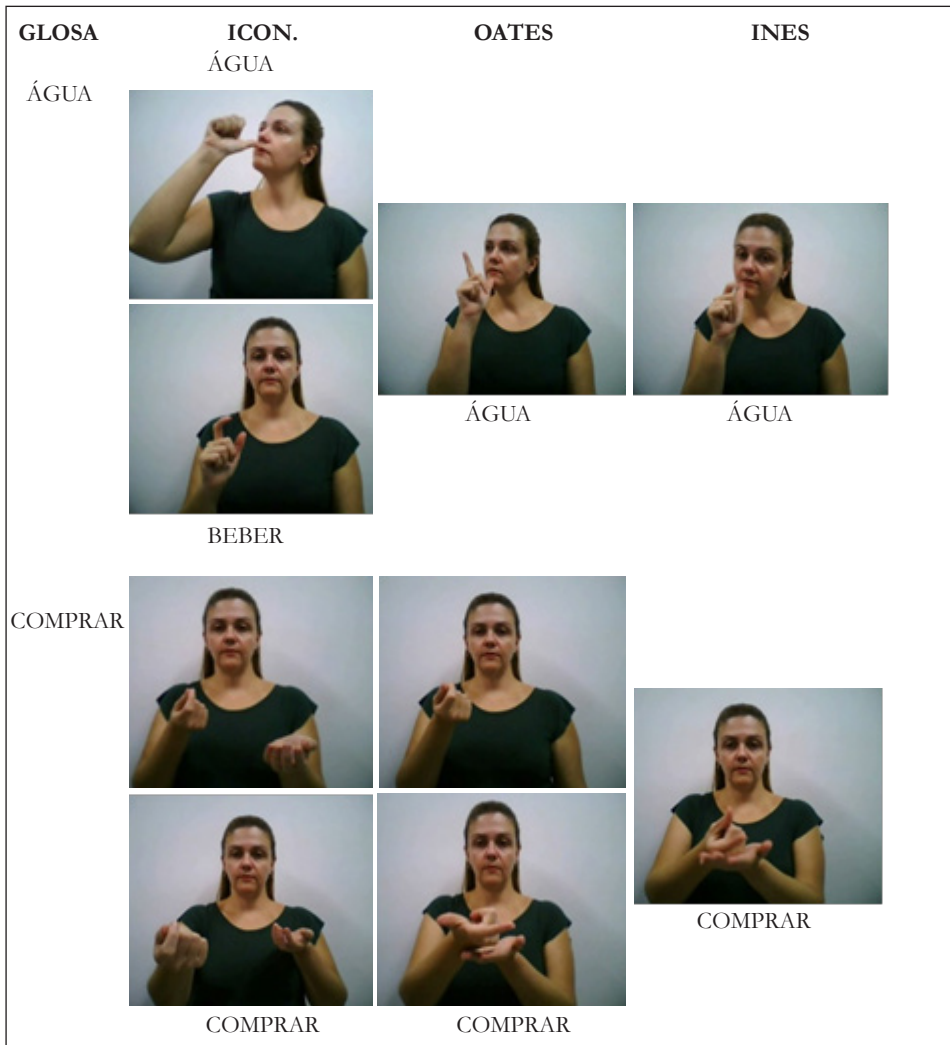 GLOSA ICON. OATES INES
ÁGUA
ÁGUA
ÁGUA ÁGUA
BEBER
COMPRAR
COMPRAR
COMPRAR COMPRAR